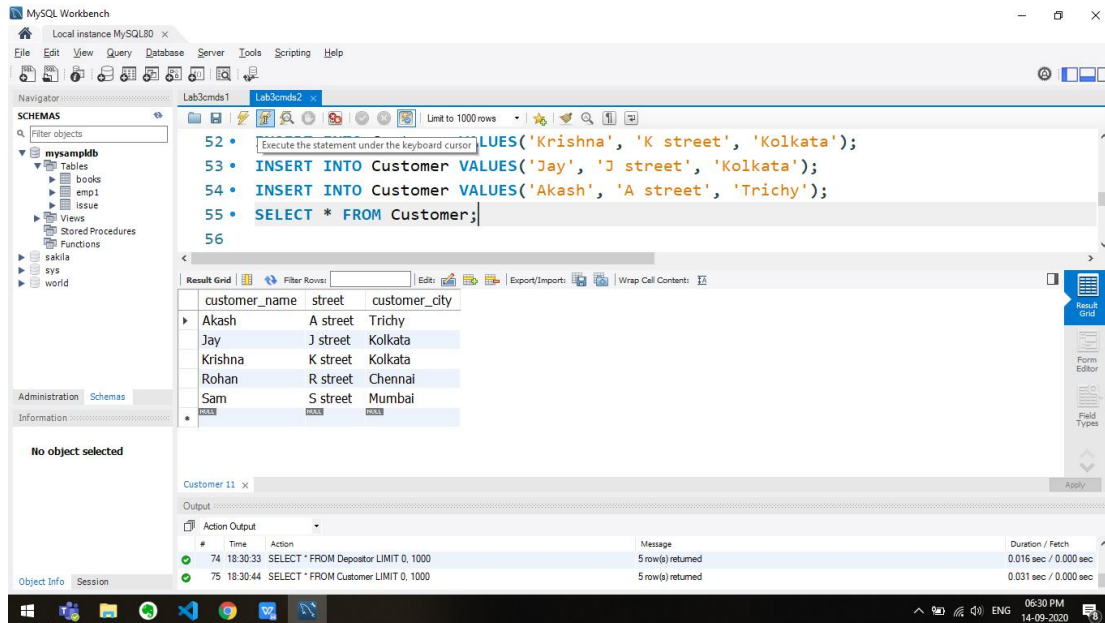 MySQL Workbench
Local instance MySQL80 ×
File Edit View Query Database Server Tools Scripting Help
Navigator
SCHEMAS
Filter objects
mysampldb
Tables
books
emp1
issue
Views
Stored Procedures
Functions
sakila
sys
world
Administration Schemas
Information
No object selected
Object Info Session
Lab3cmds1 Lab3cmds2 ×
Limit to 1000 rows
Execute the statement under the keyboard cursor
52 LUES('Krishna', 'K street', 'Kolkata');
53 INSERT INTO Customer VALUES('Jay', 'J street', 'Kolkata');
54 INSERT INTO Customer VALUES('Akash', 'A street', 'Trichy');
55 SELECT * FROM Customer;
56
Result Grid Filter Rows: Edit: Export/Import: Wrap Cell Content:
customer_name street customer_city
Akash A street Trichy
Jay J street Kolkata
Krishna K street Kolkata
Rohan R street Chennai
Sam S street Mumbai
NULL NULL NULL
Result Grid
Form Editor
Field Types
Customer 11 ×
Apply
Output
Action Output
# Time Action Message Duration / Fetch
74 18:30:33 SELECT * FROM Depositor LIMIT 0, 1000 5 row(s) returned 0.016 sec / 0.000 sec
75 18:30:44 SELECT * FROM Customer LIMIT 0, 1000 5 row(s) returned 0.031 sec / 0.000 sec
ENG 06:30 PM
14-09-2020